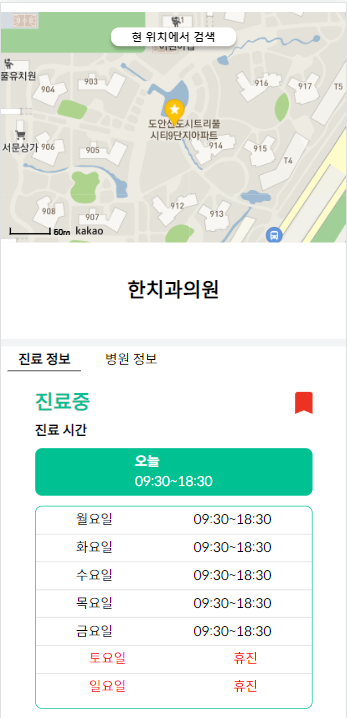 현 위치에서 검색
어린이집
풀유치원
904
903
916
917
T5
서문상가
906
905
도안신도시트리풀
시티9단지아파트
914
915
T4
908
907
912
913
60m kakao
한치과의원
진료 정보 병원 정보
진료중
진료 시간
오늘
09:30~18:30
월요일 09:30~18:30
화요일 09:30~18:30
수요일 09:30~18:30
목요일 09:30~18:30
금요일 09:30~18:30
토요일 휴진
일요일 휴진